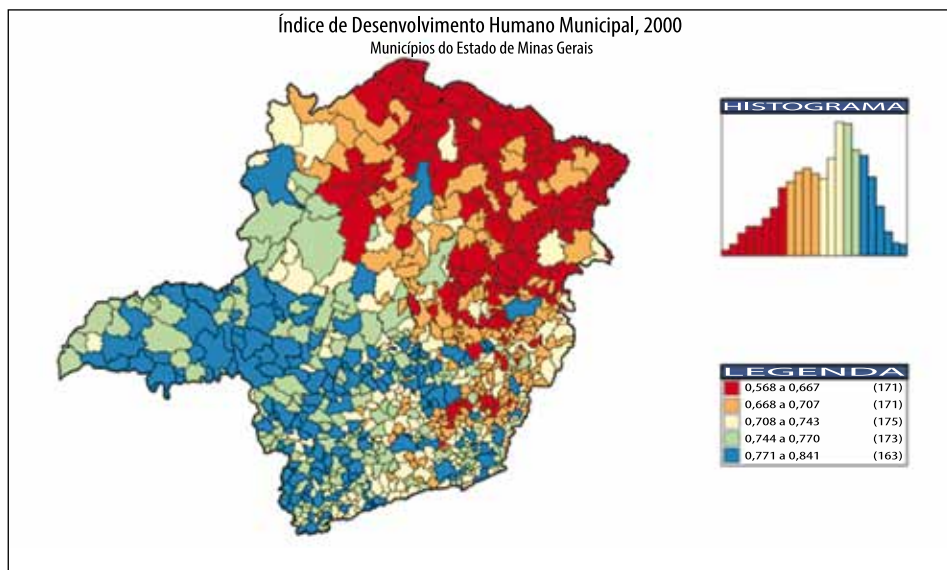 Índice de Desenvolvimento Humano Municipal, 2000
Municípios do Estado de Minas Gerais
HISTOGRAMA
LEGENDA
0,568 a 0,667 (171)
0,668 a 0,707 (171)
0,708 a 0,743 (175)
0,744 a 0,770 (173)
0,771 a 0,841 (163)